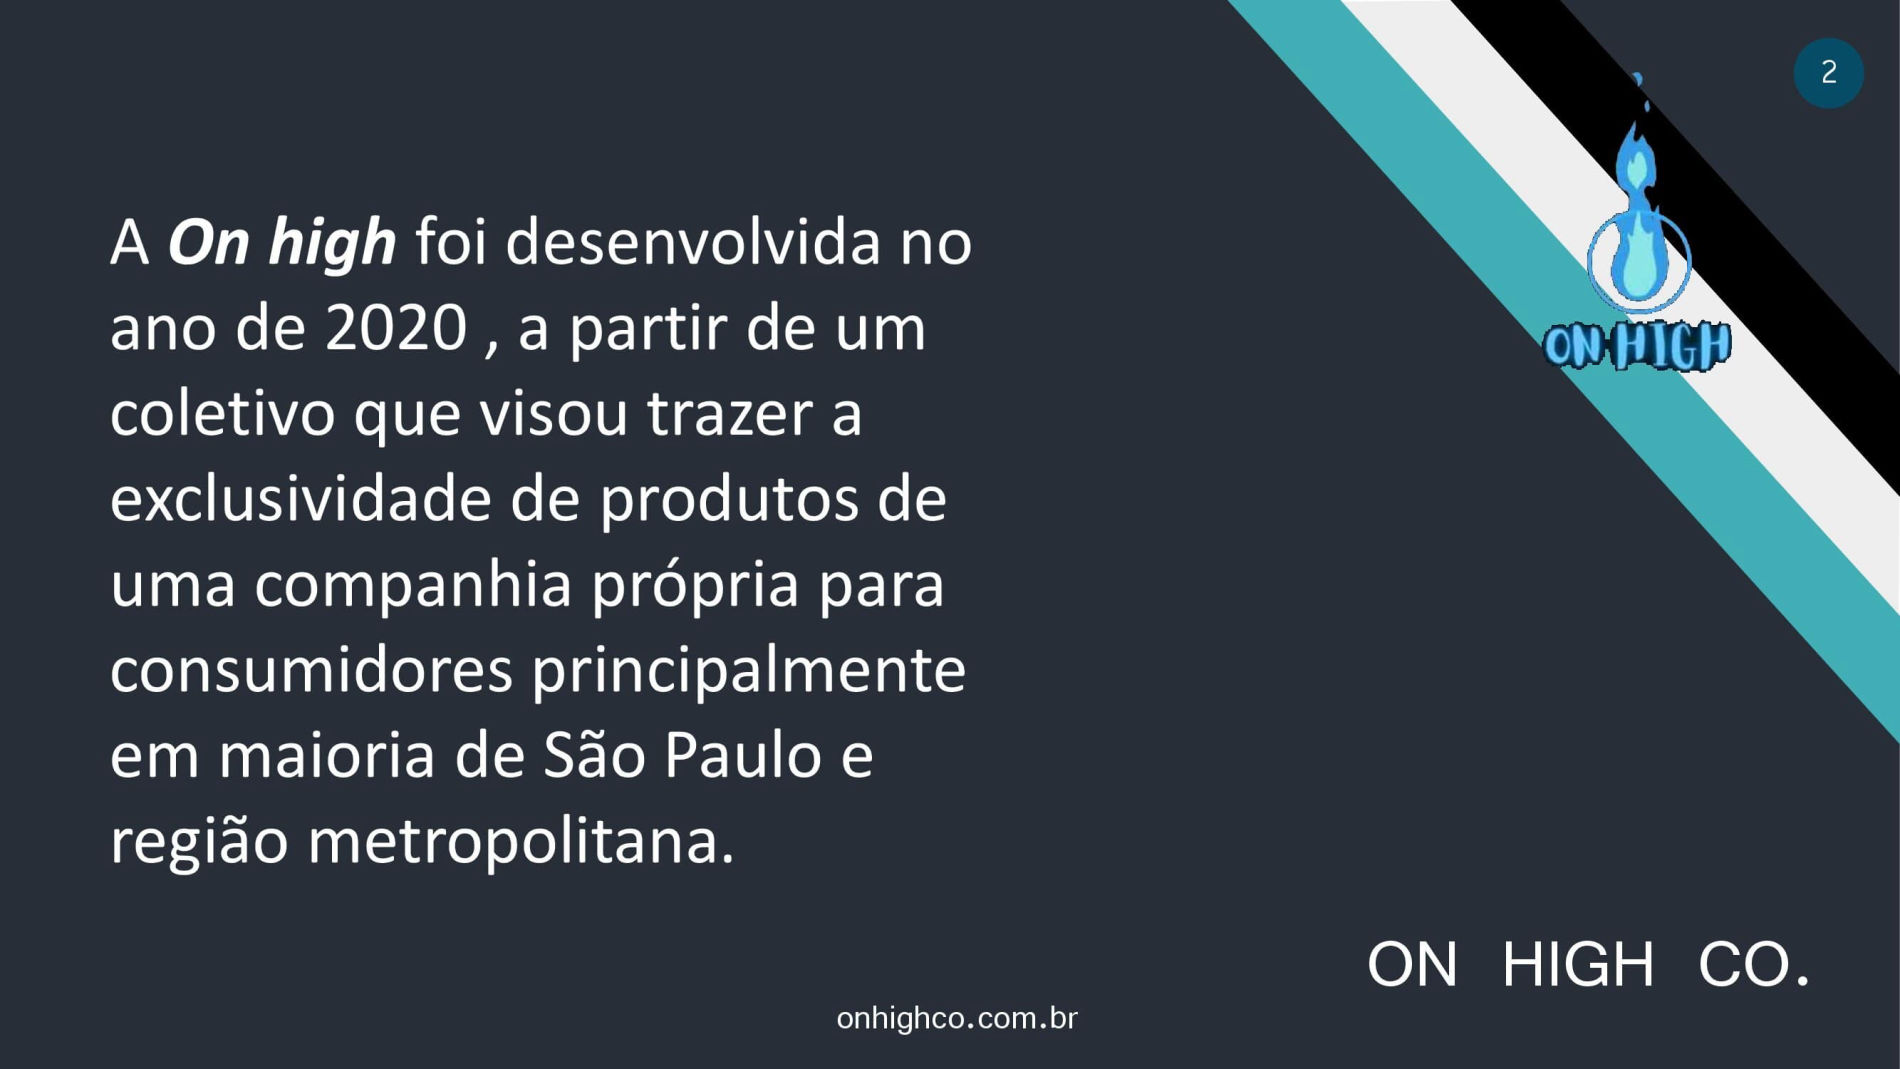 2
ON HIGH
A On high foi desenvolvida no
ano de 2020 , a partir de um
coletivo que visou trazer a
exclusividade de produtos de
uma companhia própria para
consumidores principalmente
em maioria de São Paulo e
região metropolitana.
ON HIGH CO.
onhighco.com.br